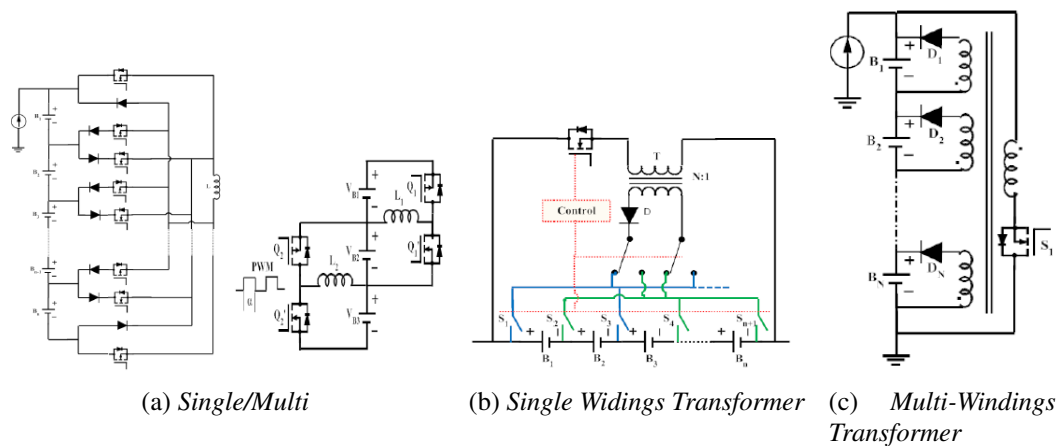 B1
B2
B3
Bn-1
Bn
L
PWM
α
Q2
Q2'
L2
L1
Q1
Q1'
VB1
VB2
VB3
+
−
(a) Single/Multi
T
N:1
Control
D
S1
S2
S3
S4
Sn+1
B1
B2
B3
Bn
(b) Single Widings Transformer
B1
D1
B2
D2
BN
DN
S1
(c) Multi-Windings
Transformer